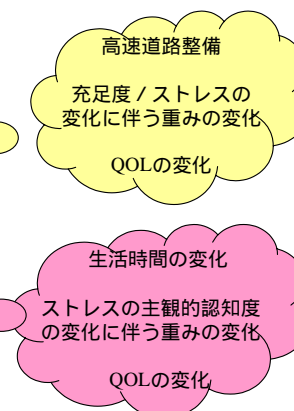 高速道路整備
充足度／ストレスの
変化に伴う重みの変化
QOLの変化
生活時間の変化
ストレスの主観的認知度
の変化に伴う重みの変化
QOLの変化